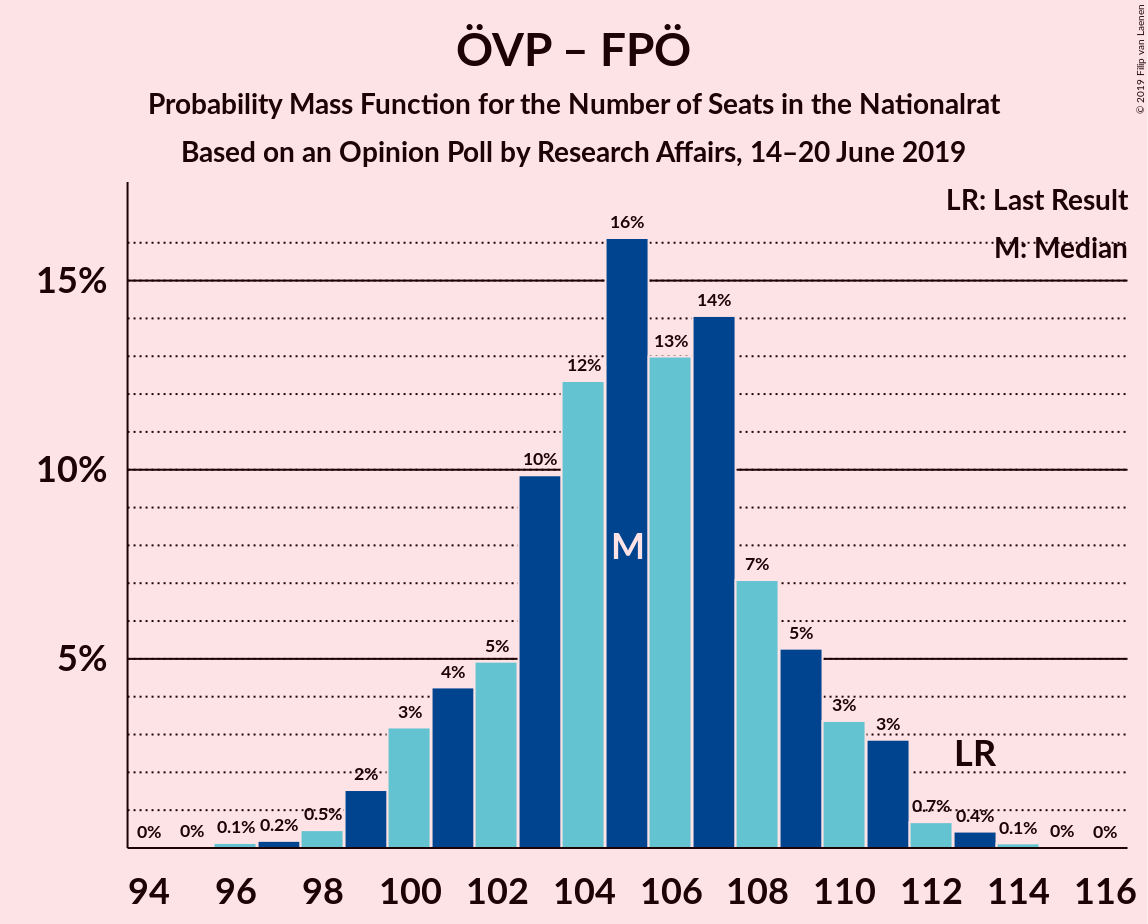 ÖVP – FPÖ
Probability Mass Function for the Number of Seats in the Nationalrat
Based on an Opinion Poll by Research Affairs, 14–20 June 2019
© 2019 Filip van Laenen
LR: Last Result
M: Median
15%
10%
5%
0%
0%
0.1%
0.2%
0.5%
2%
3%
4%
5%
10%
12%
16%
13%
14%
7%
5%
3%
3%
0.7%
0.4%
0.1%
0%
0%
M
LR
94 96 98 100 102 104 106 108 110 112 114 116